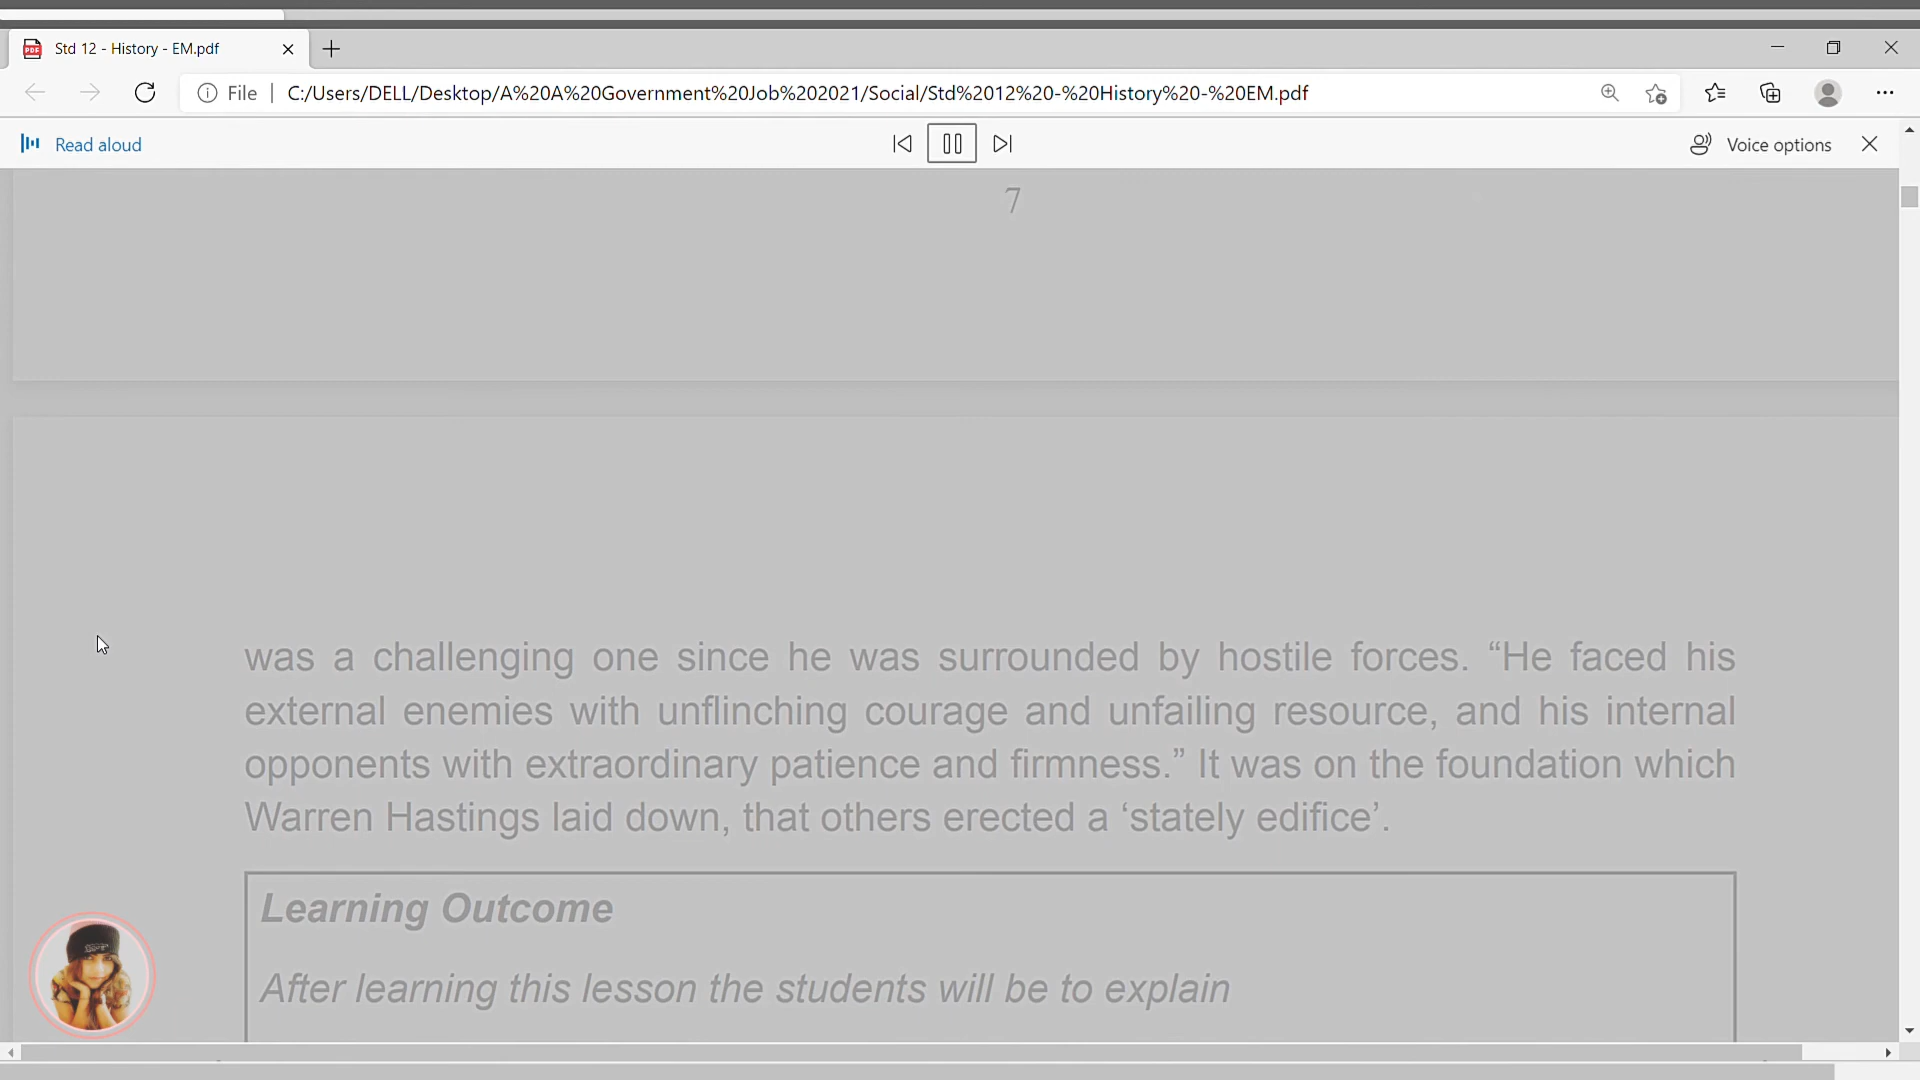 Std 12 - History - EM.pdf
File
C:/Users/DELL/Desktop/A%20A%20Government%20Job%202021/Social/Std%2012%20-%20History%20-%20EM.pdf
Read aloud
Voice options
7
was a challenging one since he was surrounded by hostile forces. “He faced his
external enemies with unflinching courage and unfailing resource, and his internal
opponents with extraordinary patience and firmness.” It was on the foundation which
Warren Hastings laid down, that others erected a ‘stately edifice’.
Learning Outcome
After learning this lesson the students will be to explain